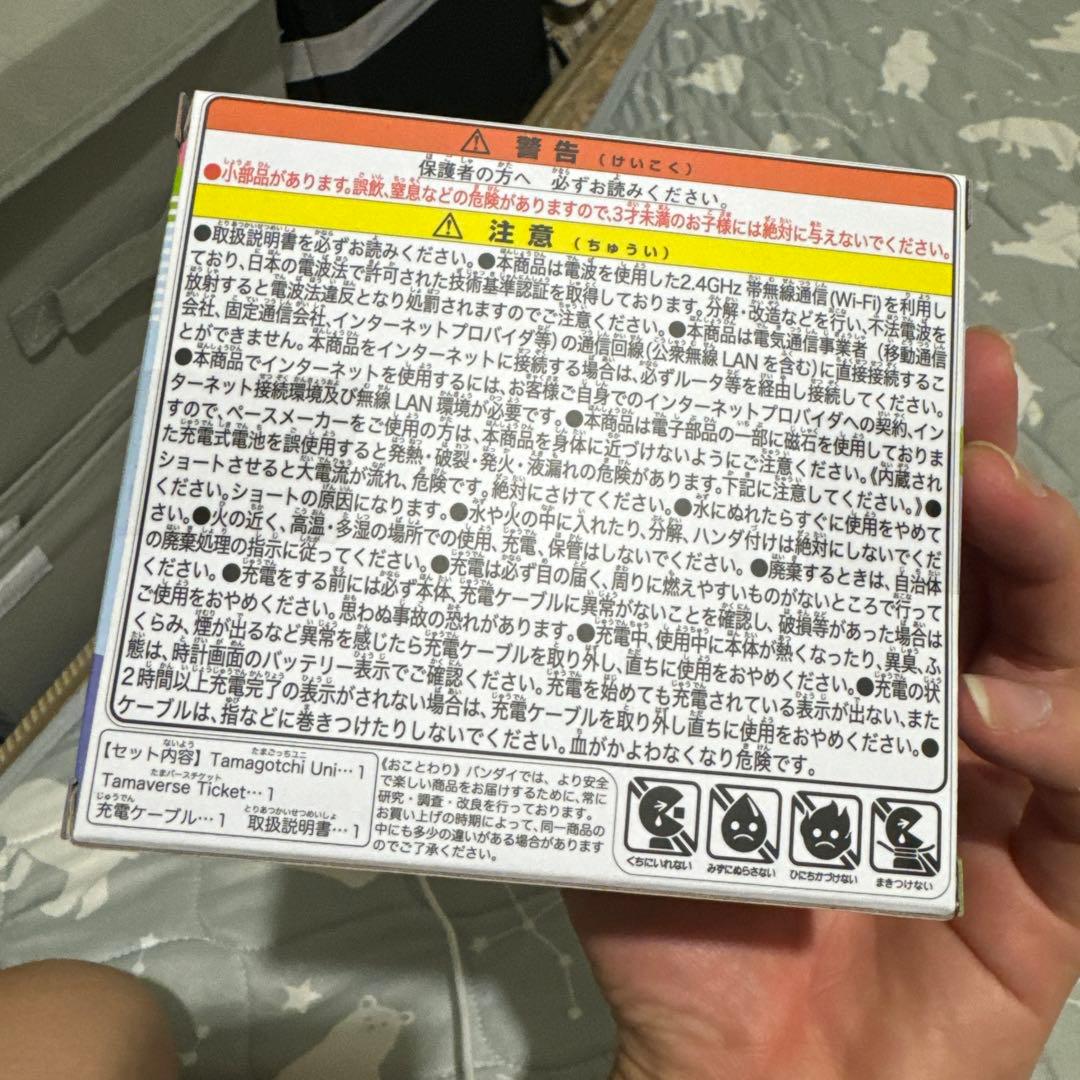 ⚠ 警告 (けいこく)
保護者の方へ 必ずお読みください。
●小部品があります。誤飲、窒息などの危険がありますので、3才未満のお子様には絶対に与えないでください。
⚠ 注意 (ちゅうい)
●取扱説明書を必ずお読みください。●本商品は電波を使用した2.4GHz 帯無線通信(Wi-Fi)を利用し
ており、日本の電波法で許可された技術基準認証を取得しております。分解・改造などを行い、不法電波を
放射すると電波法違反となり処罰されますのでご注意ください。●本商品は電気通信事業者（移動通信
会社、固定通信会社、インターネットプロバイダ等）の通信回線（公衆無線 LAN を含む）に直接接続するこ
とができません。本商品をインターネットに接続する場合は、必ずルータ等を経由し接続してください。
●本商品でインターネットを使用するには、お客様ご自身でのインターネットプロバイダへの契約、イン
ターネット接続環境及び無線 LAN 環境が必要です。●本商品は電子部品の一部に磁石を使用しておりま
すので、ペースメーカーをご使用の方は、本商品を身体に近づけないようにご注意ください。《内蔵され
た充電式電池を誤使用すると発熱・破裂・発火・液漏れの危険があります。下記に注意してください。》●
ショートさせると大電流が流れ、危険です。絶対にさけてください。●水にぬれたらすぐに使用をやめて
ください。ショートの原因になります。●水や火の中に入れたり、分解、ハンダ付けは絶対にしないでくだ
さい。●火の近く、高温・多湿の場所での使用、充電、保管はしないでください。●廃棄するときは、自治体
の廃棄処理の指示に従ってください。●充電は必ず目の届く、周りに燃えやすいものがないところで行って
ください。●充電をする前には必ず本体、充電ケーブルに異常がないことを確認し、破損等があった場合は
ご使用をおやめください。思わぬ事故の恐れがあります。●充電中、使用中に本体が熱くなったり、異臭、ふ
くらみ、煙が出るなど異常を感じたら充電ケーブルを取り外し、直ちに使用をおやめください。●充電の状
態は、時計画面のバッテリー表示でご確認ください。充電を始めても充電されている表示が出ない、また
2時間以上充電完了の表示がされない場合は、充電ケーブルを取り外し直ちに使用をおやめください。●
ケーブルは、指などに巻きつけたりしないでください。血がかよわなくなり危険です。
【セット内容】Tamagotchi Uni…1
Tamaverse Ticket…1
充電ケーブル…1 取扱説明書…1
《おことわり》バンダイでは、より安全
で楽しい商品をお届けするために、常に
研究・調査・改良を行っております。
お買い上げの時期によって、同一商品の
中にも多少の違いがある場合があります
のでご了承ください。
くちにいれない
みずにぬらさない
ひにちかづけない
まきつけない